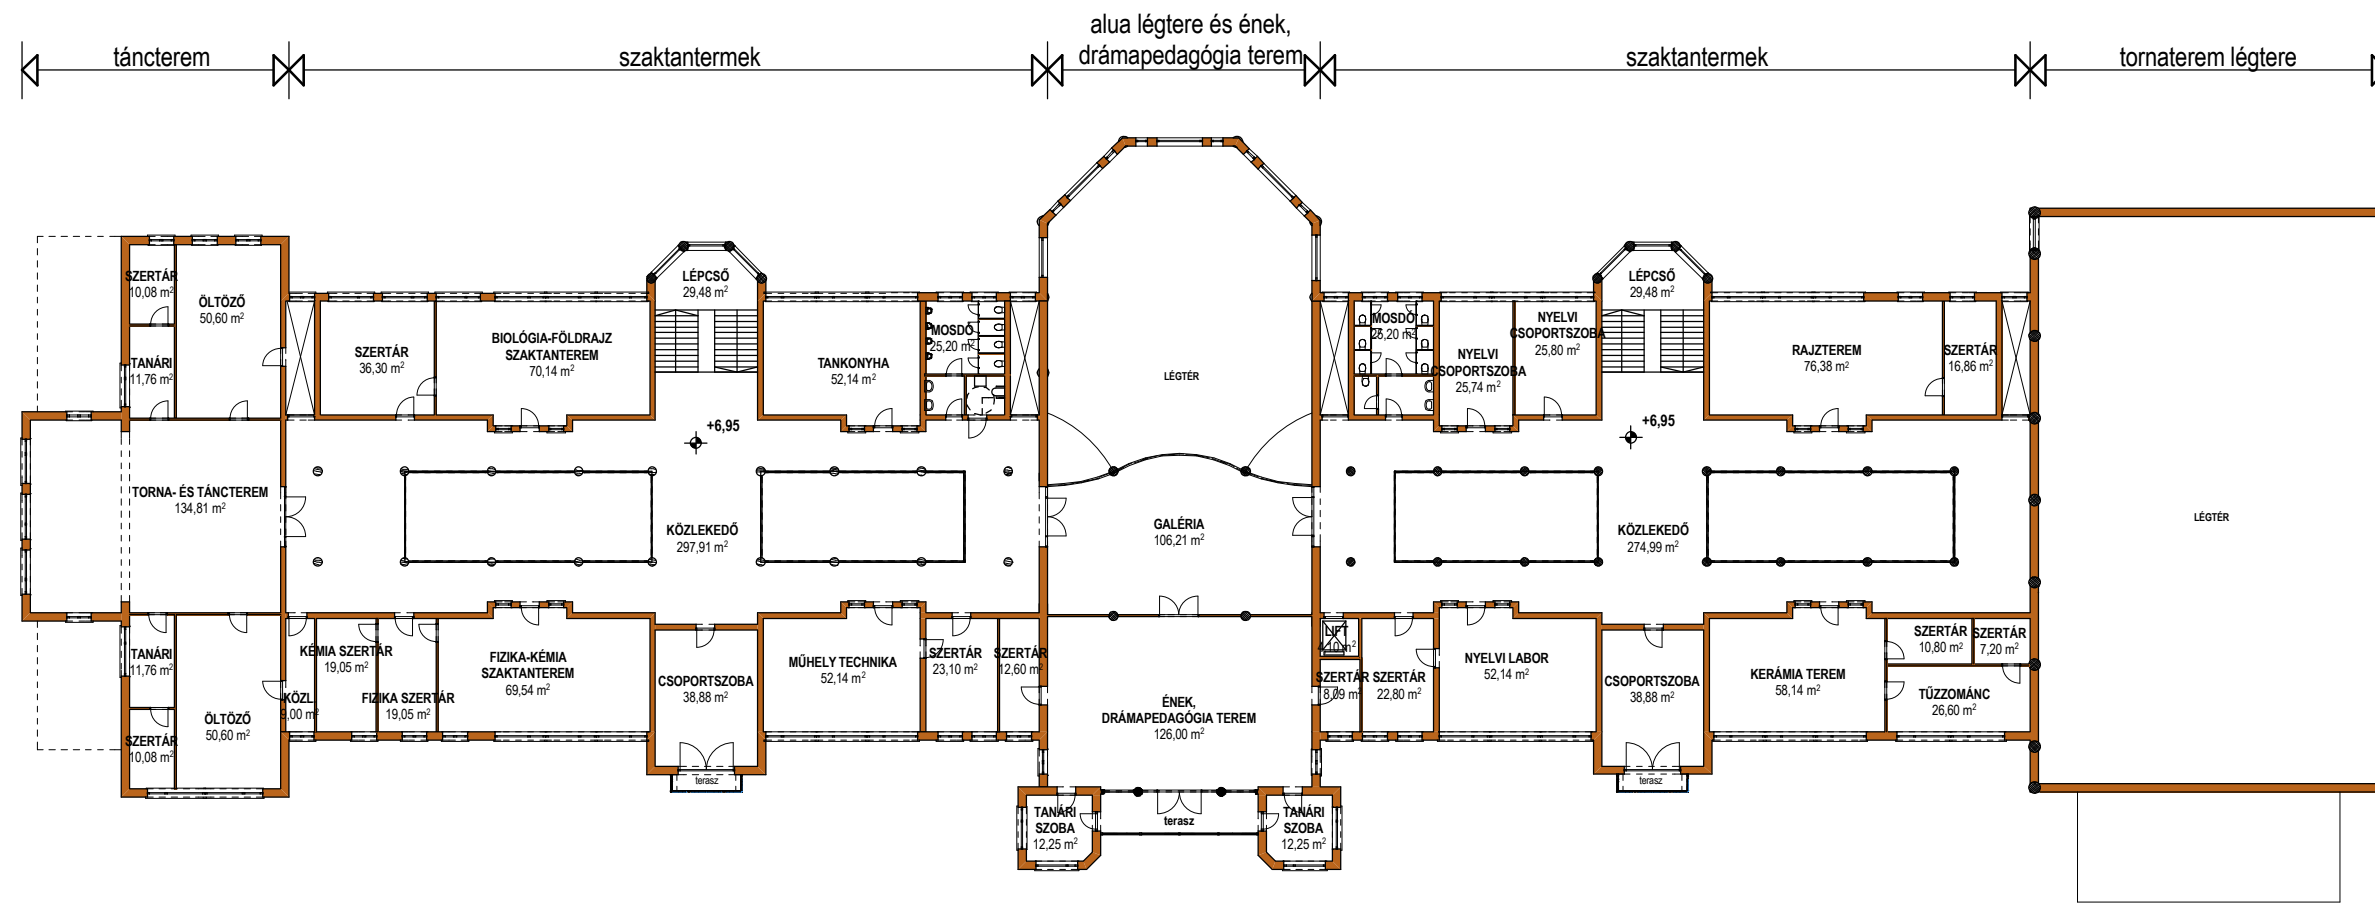 alua légtere és ének,
drámapedagógia terem
táncterem
szaktantermek
szaktantermek
tornaterem légtere
SZERTÁR
10,08 m²
ÖLTÖZŐ
50,60 m²
TANÁRI
11,76 m²
SZERTÁR
36,30 m²
BIOLÓGIA-FÖLDRAJZ
SZAKTANTEREM
70,14 m²
LÉPCSŐ
29,48 m²
TANKONYHA
52,14 m²
MOSDÓ
25,20 m²
LÉGTÉR
MOSDÓ
25,20 m²
NYELVI
CSOPORTSZOBA
25,74 m²
NYELVI
CSOPORTSZOBA
25,80 m²
LÉPCSŐ
29,48 m²
RAJZTEREM
76,38 m²
SZERTÁR
16,86 m²
+6,95
+6,95
TORNA- ÉS TÁNCTEREM
134,81 m²
KÖZLEKEDŐ
297,91 m²
GALÉRIA
106,21 m²
KÖZLEKEDŐ
274,99 m²
LÉGTÉR
TANÁRI
11,76 m²
SZERTÁR
10,08 m²
ÖLTÖZŐ
50,60 m²
KÖZL
9,00 m²
KÉMIA SZERTÁR
19,05 m²
FIZIKA SZERTÁR
19,05 m²
FIZIKA-KÉMIA
SZAKTANTEREM
69,54 m²
CSOPORTSZOBA
38,88 m²
terasz
MŰHELY TECHNIKA
52,14 m²
SZERTÁR
23,10 m²
SZERTÁR
12,60 m²
ÉNEK,
DRÁMAPEDAGÓGIA TEREM
126,00 m²
LIFT
4,10 m²
SZERTÁR
8,09 m²
SZERTÁR
22,80 m²
NYELVI LABOR
52,14 m²
CSOPORTSZOBA
38,88 m²
terasz
KERÁMIA TEREM
58,14 m²
SZERTÁR
10,80 m²
SZERTÁR
7,20 m²
TŰZZOMÁNC
26,60 m²
TANÁRI
SZOBA
12,25 m²
terasz
TANÁRI
SZOBA
12,25 m²